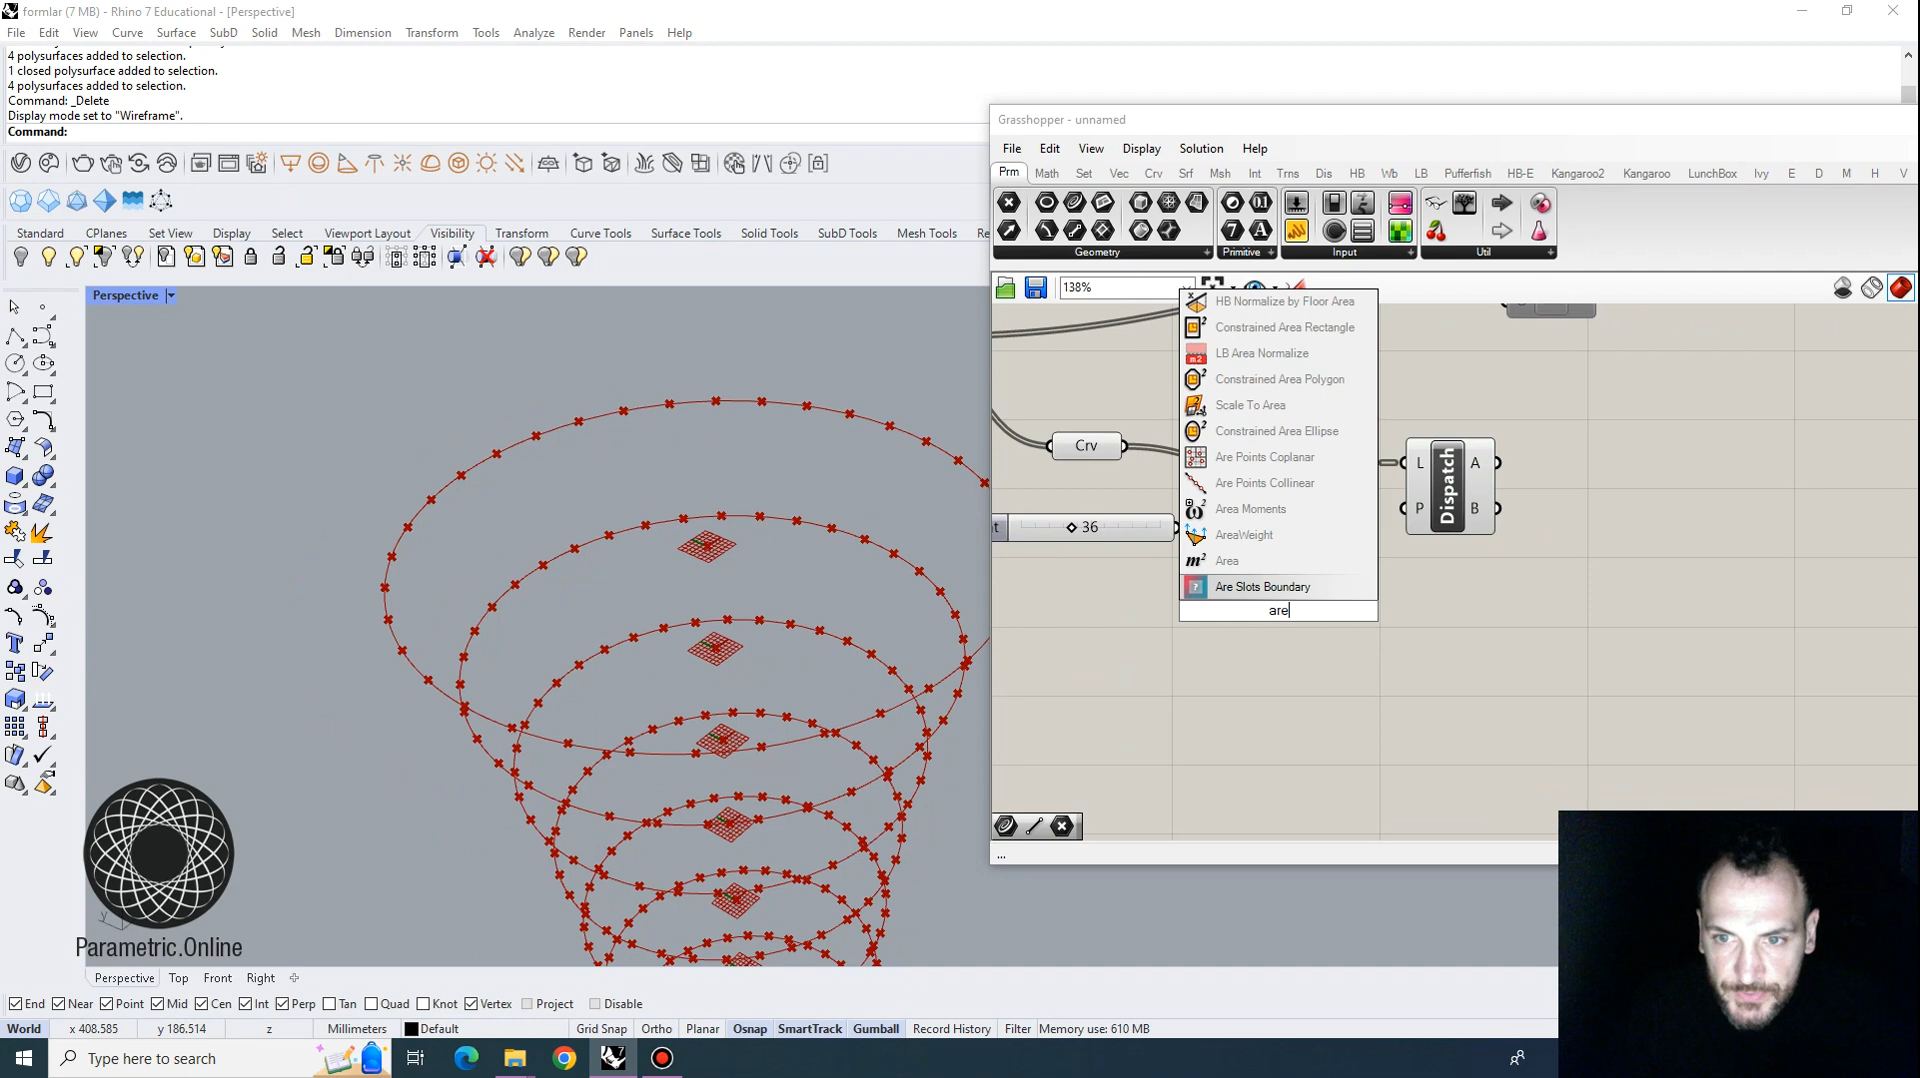 formlar (7 MB) - Rhino 7 Educational - [Perspective]
File Edit View Curve Surface SubD Solid Mesh Dimension Transform Tools Analyze Render Panels Help
4 polysurfaces added to selection.
1 closed polysurface added to selection.
4 polysurfaces added to selection.
Command: _Delete
Display mode set to "Wireframe".
Command:
Standard CPlanes Set View Display Select Viewport Layout Visibility Transform Curve Tools Surface Tools Solid Tools SubD Tools Mesh Tools Re
Perspective
Grasshopper - unnamed
File Edit View Display Solution Help
Prm Math Set Vec Crv Srf Msh Int Trns Dis HB Wb LB Pufferfish HB-E Kangaroo2 Kangaroo LunchBox Ivy E D M H V
Geometry Primitive Input Util
138%
HB Normalize by Floor Area
Constrained Area Rectangle
LB Area Normalize
Constrained Area Polygon
Scale To Area
Constrained Area Ellipse
Are Points Coplanar
Are Points Collinear
Area Moments
AreaWeight
m² Area
Are Slots Boundary
are
Crv
36
L P Dispatch A B
...
Parametric.Online
Perspective Top Front Right
End Near Point Mid Cen Int Perp Tan Quad Knot Vertex Project Disable
World x 408.585 y 186.514 z Millimeters Default Grid Snap Ortho Planar Osnap SmartTrack Gumball Record History Filter Memory use: 610 MB
Type here to search